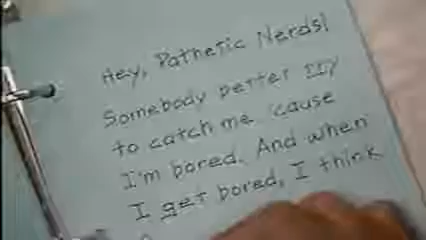 Hey, Pathetic Nerds!
Somebody better try
to catch me 'cause
I'm bored. And when
I get bored, I think